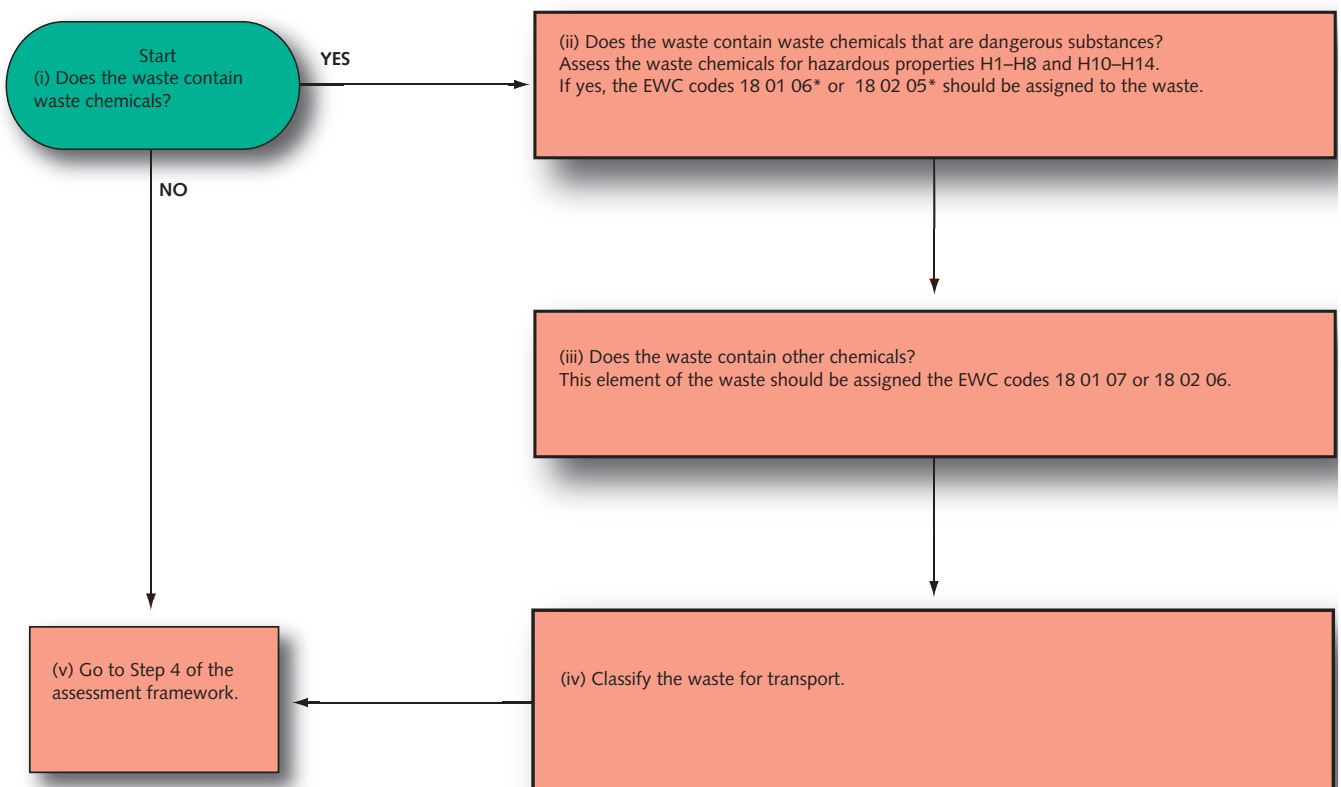 Start
(i) Does the waste contain
waste chemicals?
YES
(ii) Does the waste contain waste chemicals that are dangerous substances?
Assess the waste chemicals for hazardous properties H1–H8 and H10–H14.
If yes, the EWC codes 18 01 06* or 18 02 05* should be assigned to the waste.
NO
(iii) Does the waste contain other chemicals?
This element of the waste should be assigned the EWC codes 18 01 07 or 18 02 06.
(iv) Classify the waste for transport.
(v) Go to Step 4 of the
assessment framework.